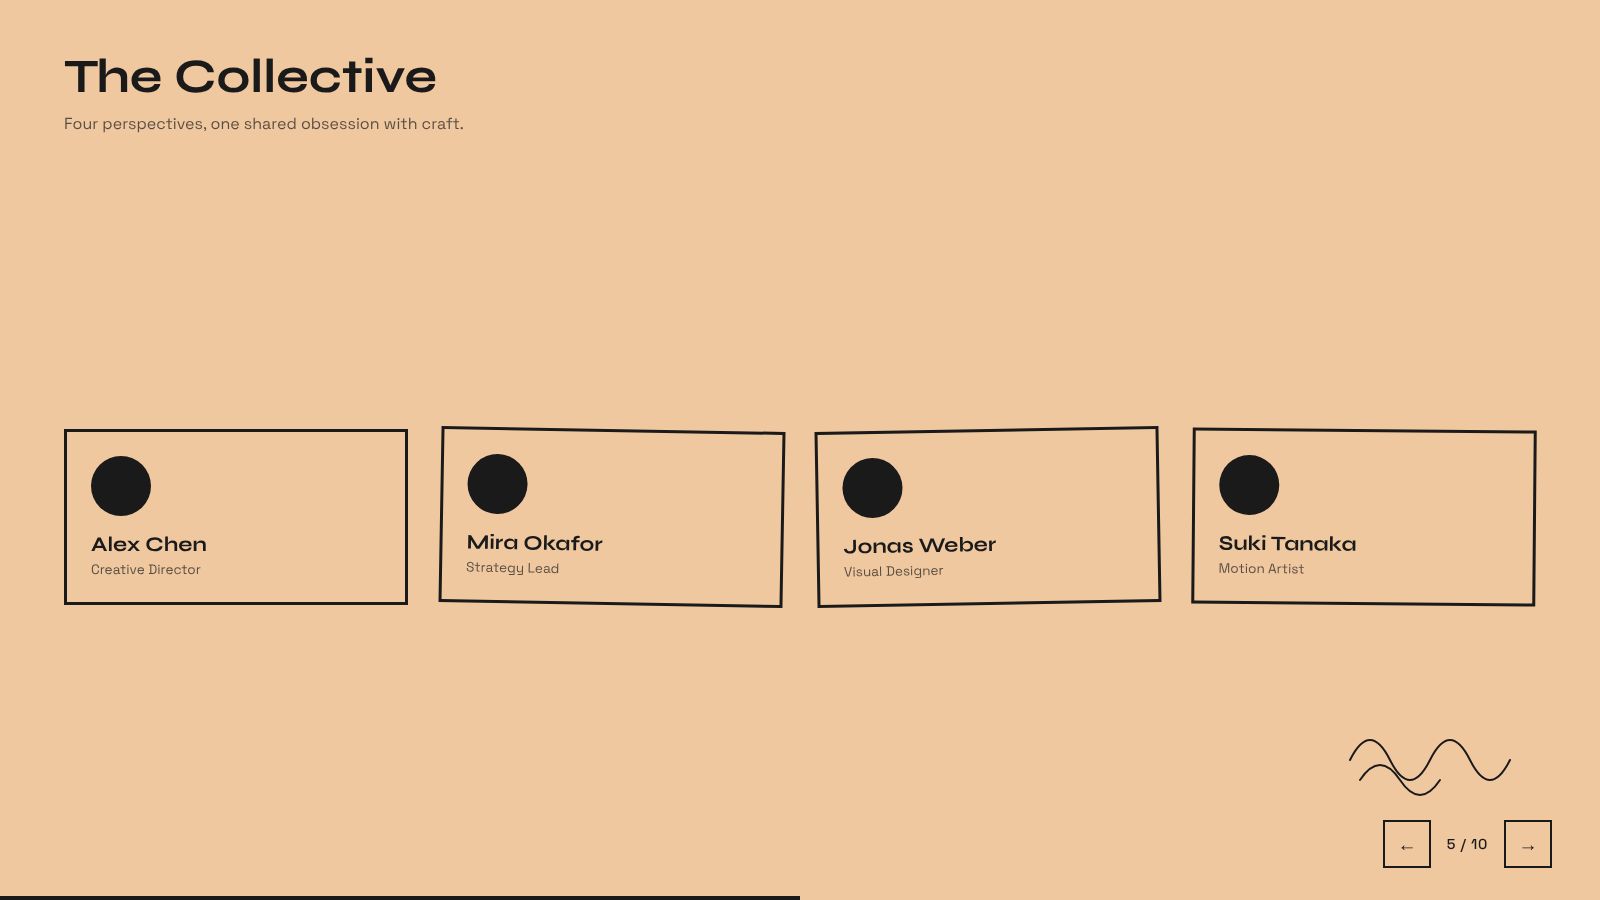 The Collective
Four perspectives, one shared obsession with craft.
Alex Chen
Creative Director
Mira Okafor
Strategy Lead
Jonas Weber
Visual Designer
Suki Tanaka
Motion Artist
← 5 / 10 →